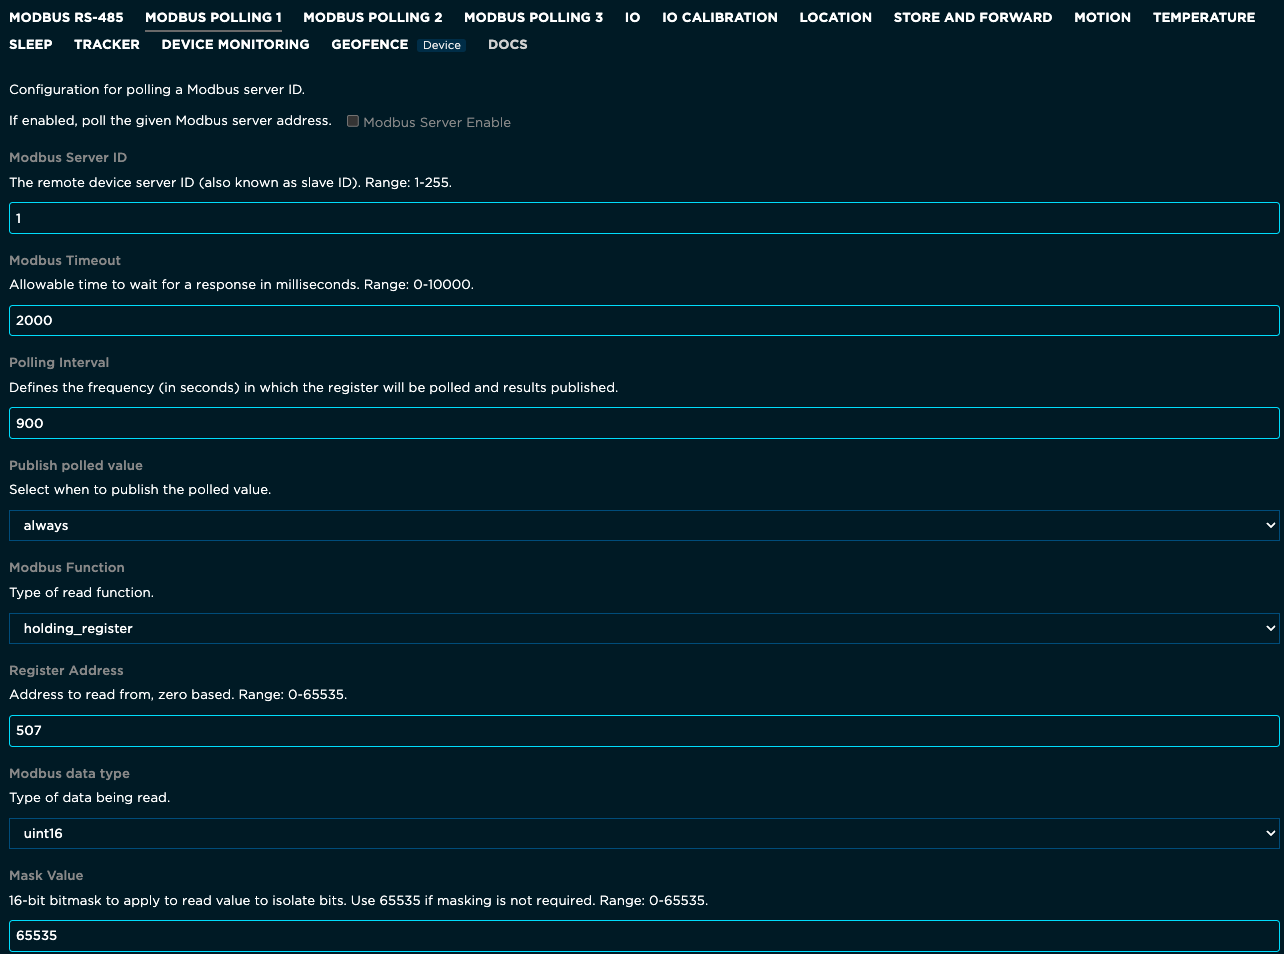 MODBUS RS-485 MODBUS POLLING 1 MODBUS POLLING 2 MODBUS POLLING 3 IO IO CALIBRATION LOCATION STORE AND FORWARD MOTION TEMPERATURE
SLEEP TRACKER DEVICE MONITORING GEOFENCE Device DOCS
Configuration for polling a Modbus server ID.
If enabled, poll the given Modbus server address. Modbus Server Enable
Modbus Server ID
The remote device server ID (also known as slave ID). Range: 1-255.
1
Modbus Timeout
Allowable time to wait for a response in milliseconds. Range: 0-10000.
2000
Polling Interval
Defines the frequency (in seconds) in which the register will be polled and results published.
900
Publish polled value
Select when to publish the polled value.
always
Modbus Function
Type of read function.
holding_register
Register Address
Address to read from, zero based. Range: 0-65535.
507
Modbus data type
Type of data being read.
uint16
Mask Value
16-bit bitmask to apply to read value to isolate bits. Use 65535 if masking is not required. Range: 0-65535.
65535